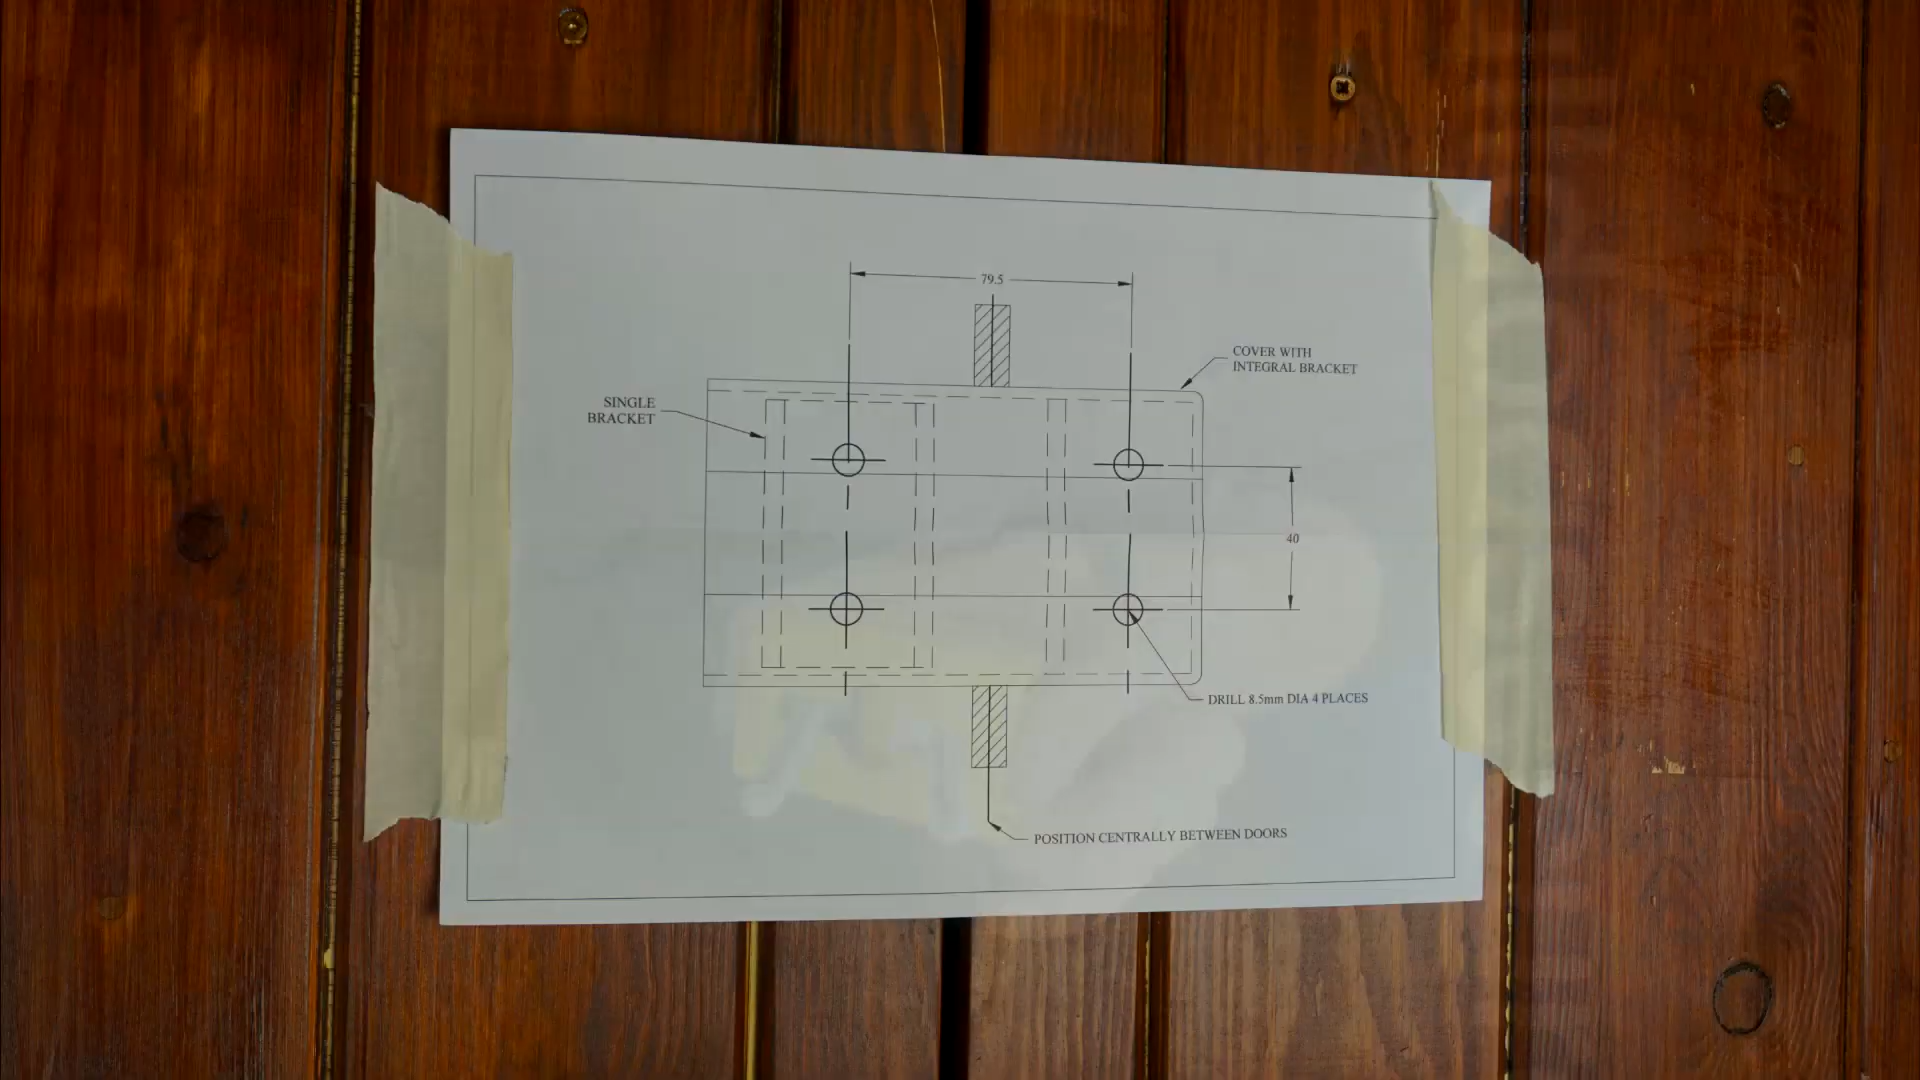 79.5
COVER WITH
INTEGRAL BRACKET
SINGLE
BRACKET
40
DRILL 8.5mm DIA 4 PLACES
POSITION CENTRALLY BETWEEN DOORS